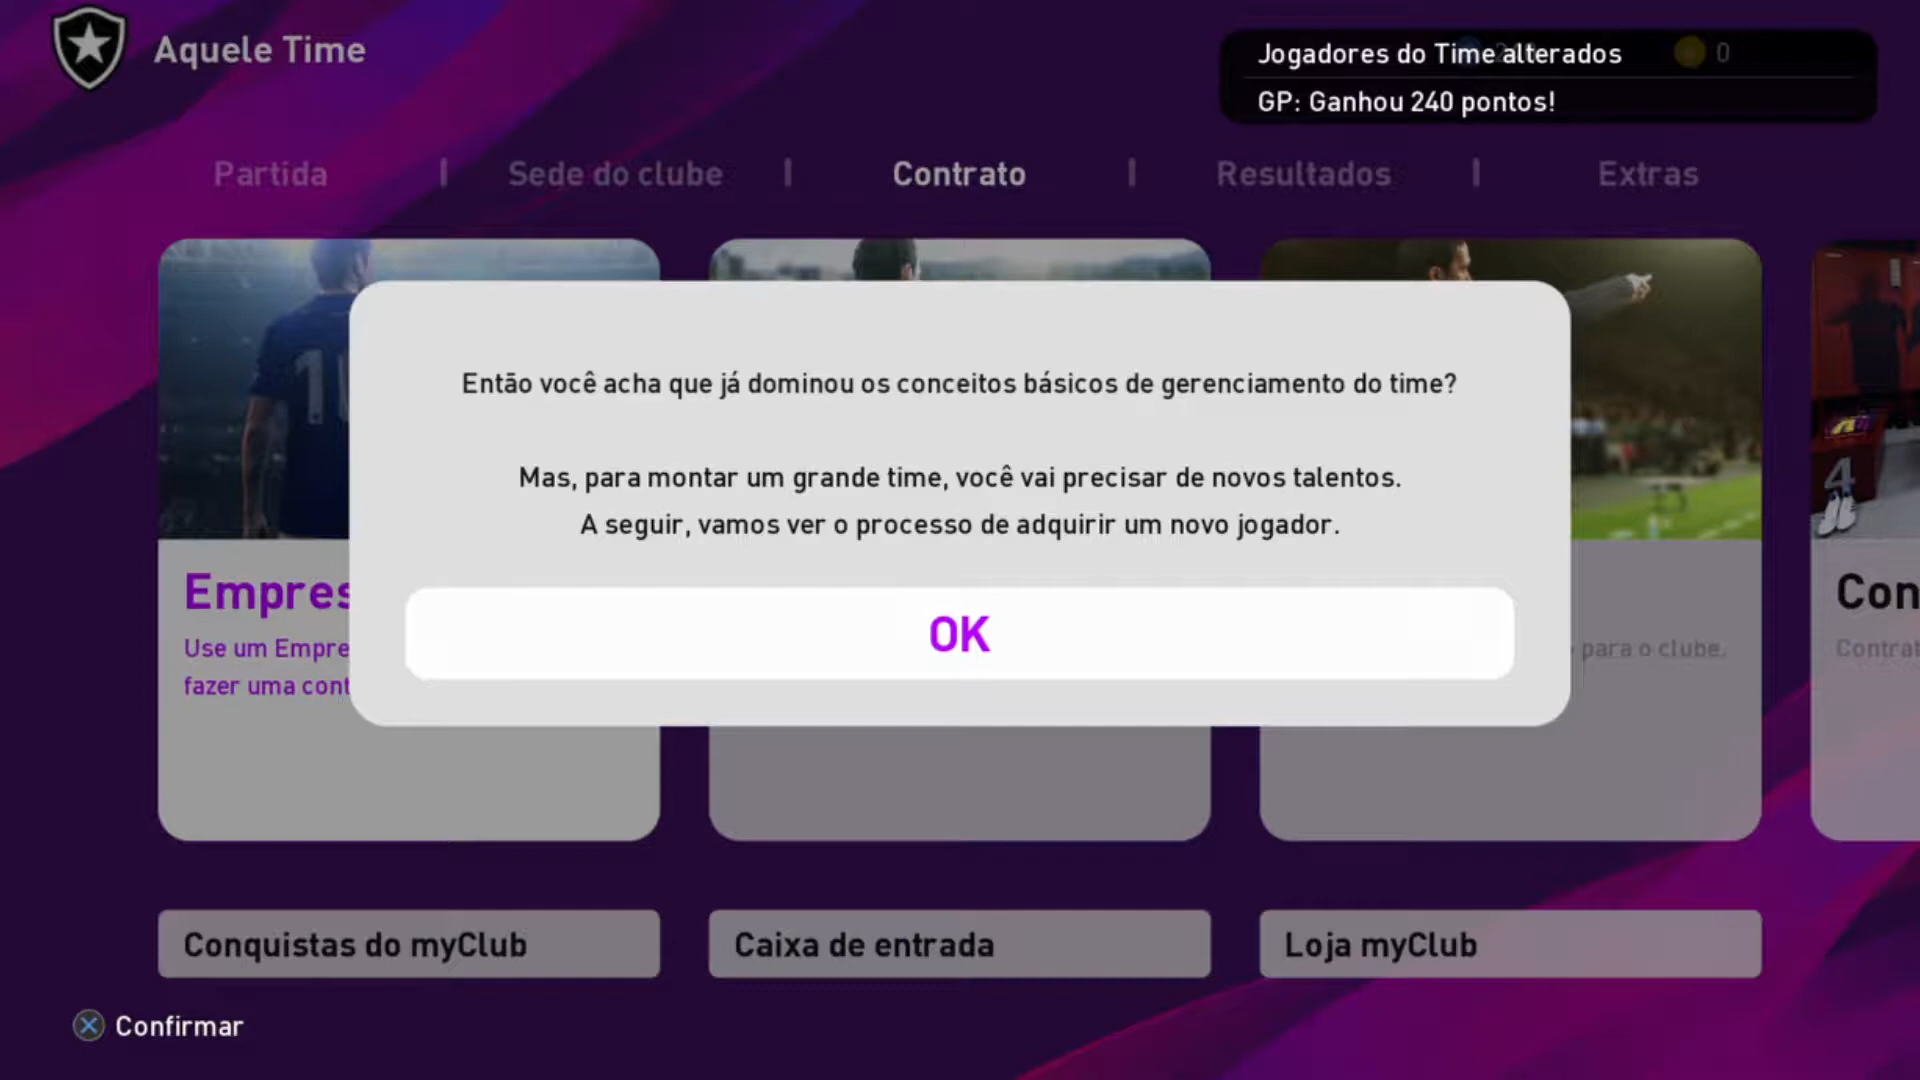 Aquele Time
Jogadores do Time alterados
0
GP: Ganhou 240 pontos!
Partida
Sede do clube
Contrato
Resultados
Extras
Então você acha que já dominou os conceitos básicos de gerenciamento do time?
Mas, para montar um grande time, você vai precisar de novos talentos.
A seguir, vamos ver o processo de adquirir um novo jogador.
OK
Empres
Use um Empre
fazer uma cont
para o clube.
Con
Contrat
4
Conquistas do myClub
Caixa de entrada
Loja myClub
Confirmar